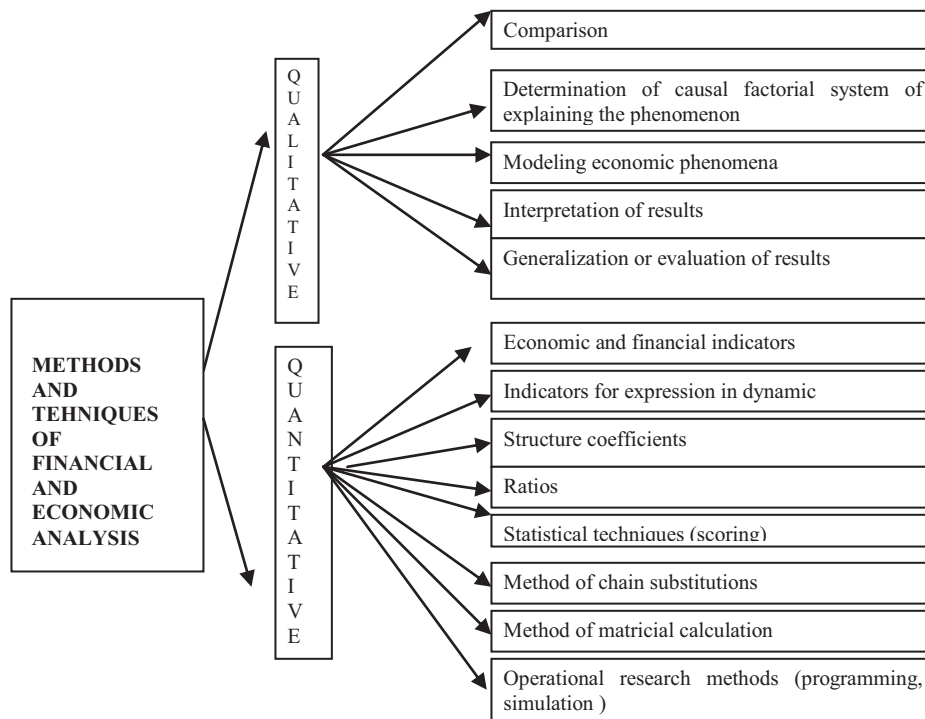 METHODS
AND
TEHNIQUES
OF
FINANCIAL
AND
ECONOMIC
ANALYSIS
QUALITATIVE
Comparison
Determination of causal factorial system of
explaining the phenomenon
Modeling economic phenomena
Interpretation of results
Generalization or evaluation of results
QUANTITATIVE
Economic and financial indicators
Indicators for expression in dynamic
Structure coefficients
Ratios
Statistical techniques (scoring)
Method of chain substitutions
Method of matricial calculation
Operational research methods (programming,
simulation )